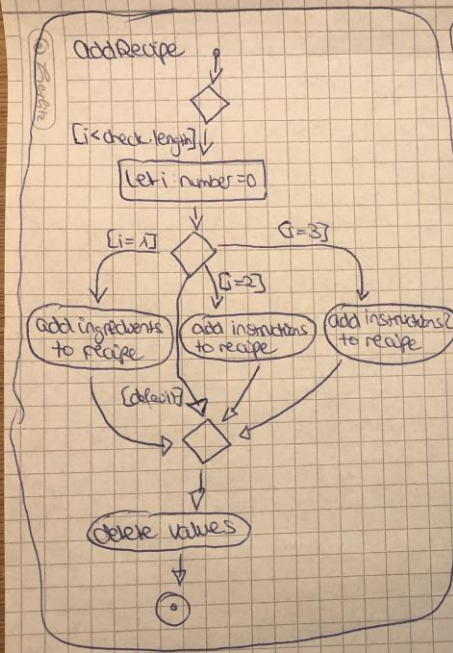 addRecipe
[i<check.length]
let i: number=0
[i=1]
[i=3]
[i=2]
add ingredients
to recipe
add instructions
to recipe
add instructions2
to recipe
[default]
delete values